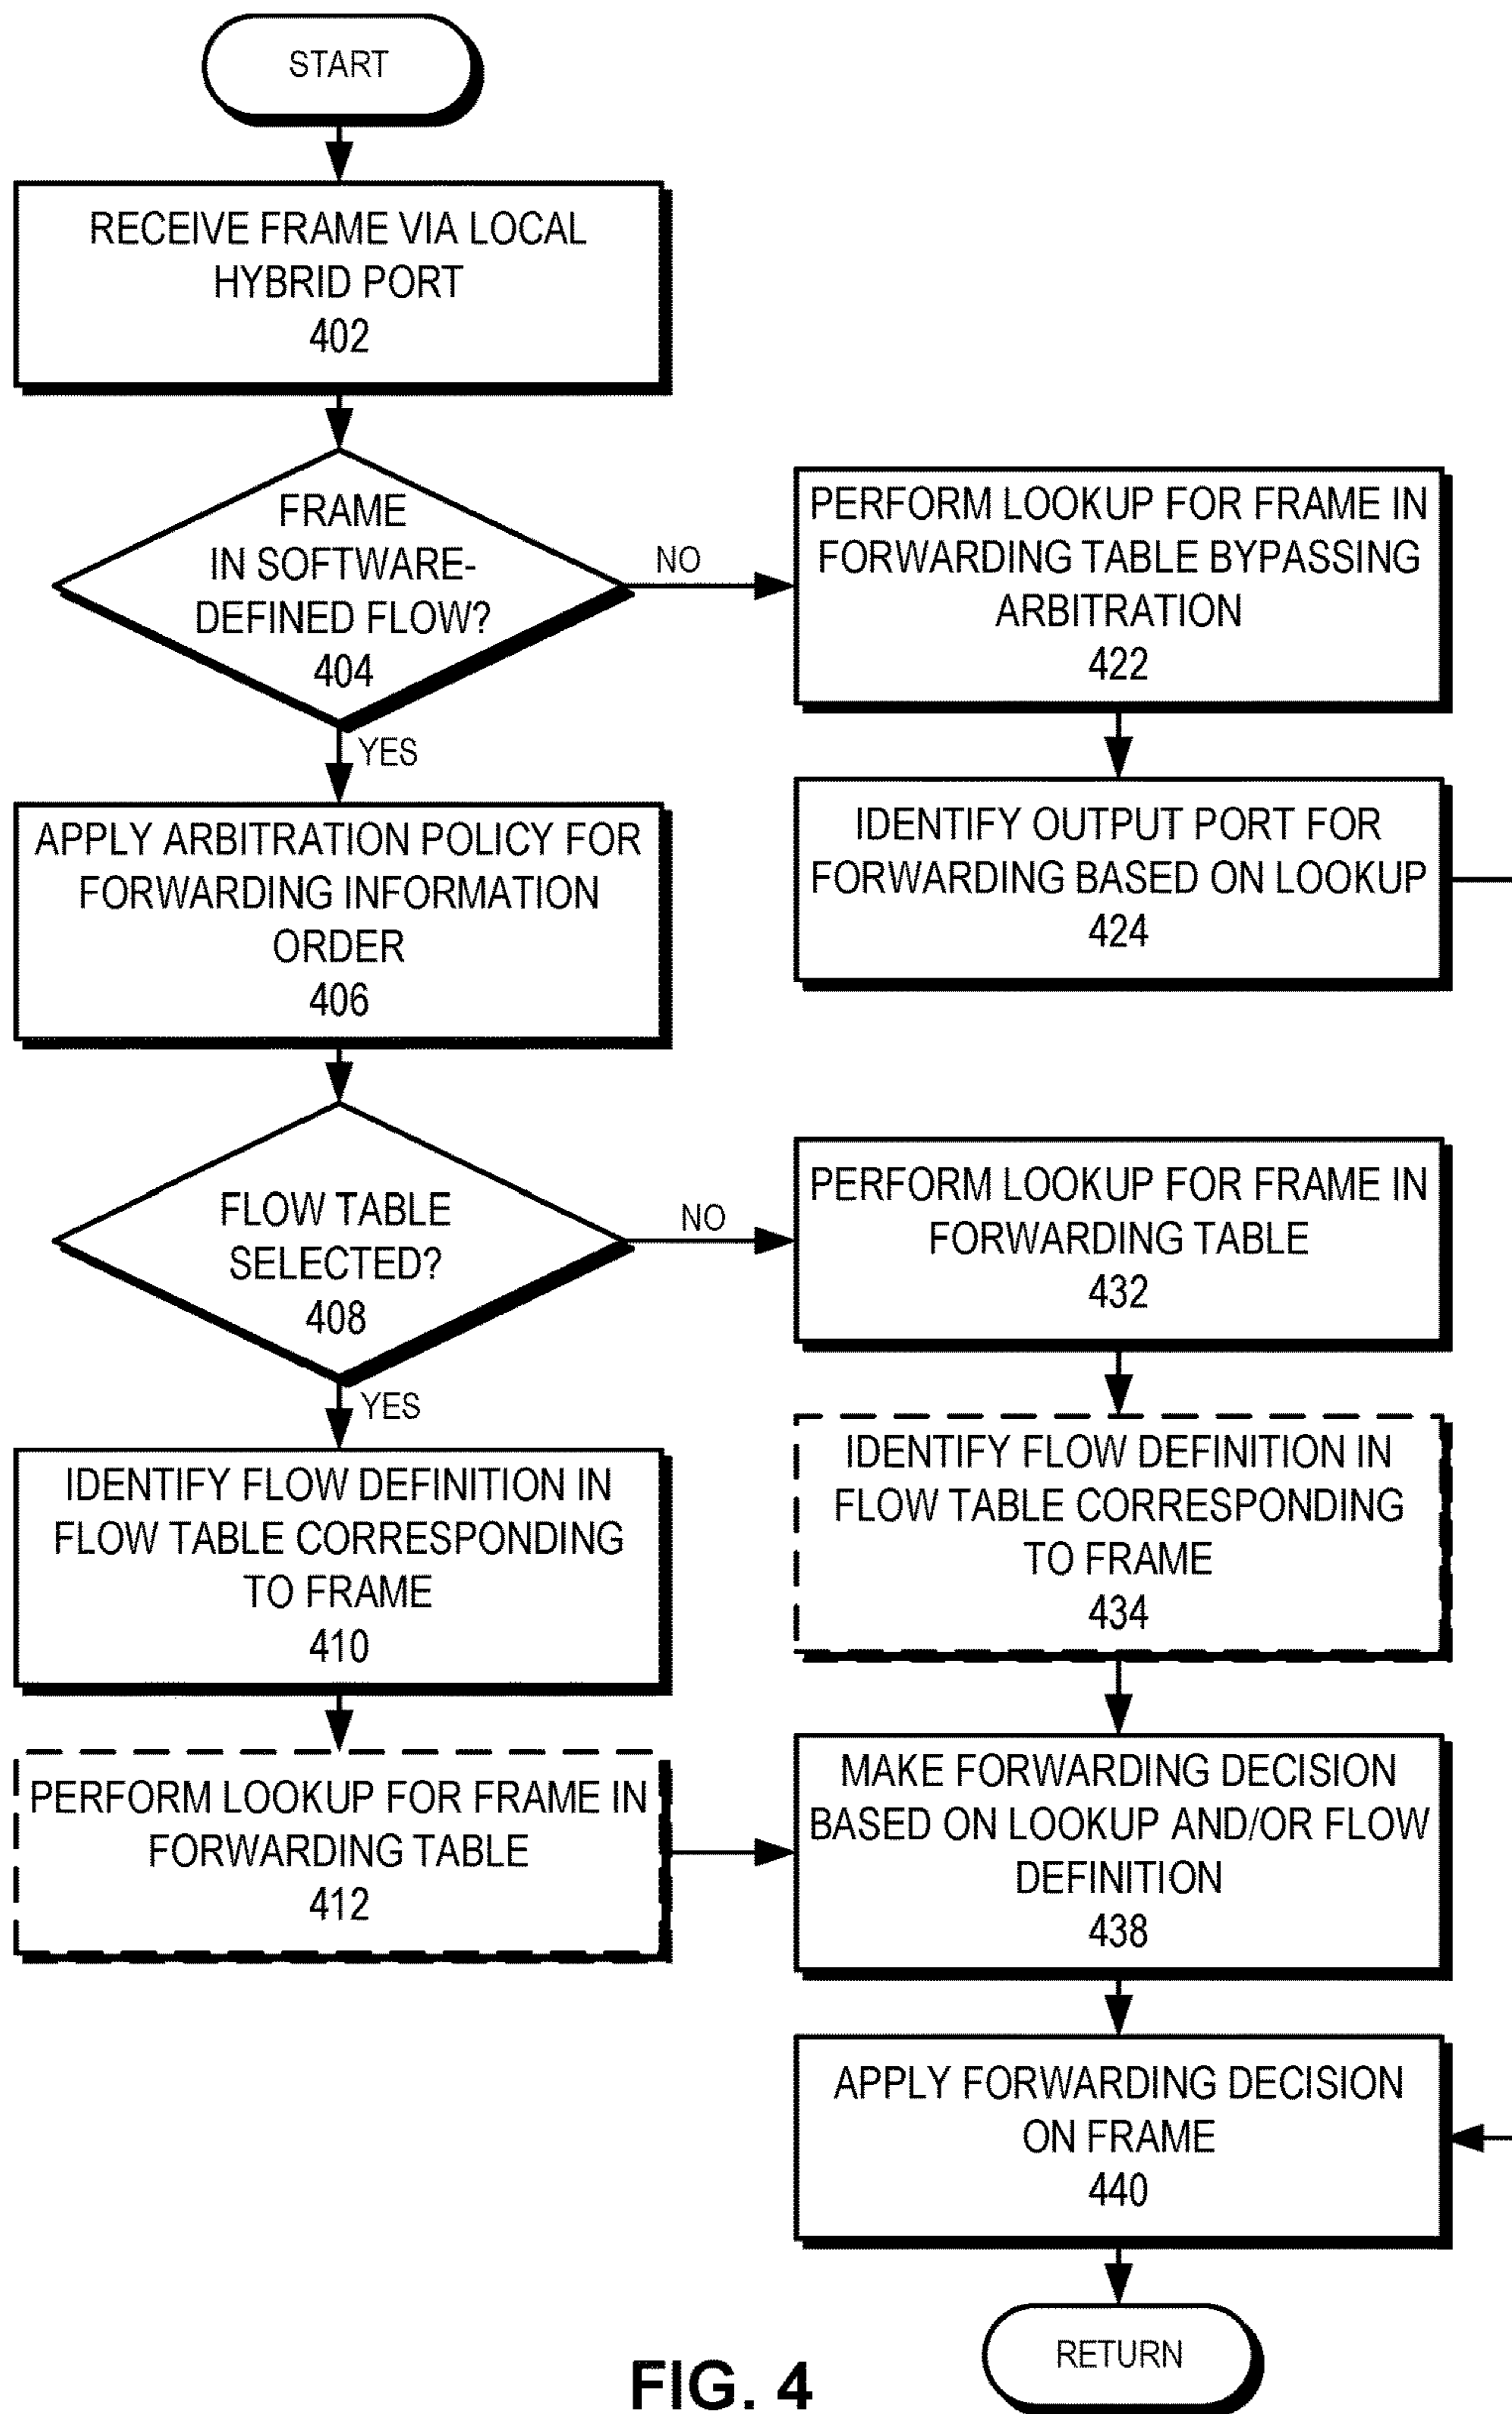 START
RECEIVE FRAME VIA LOCAL
HYBRID PORT
402
FRAME
IN SOFTWARE-
DEFINED FLOW?
404
NO
YES
PERFORM LOOKUP FOR FRAME IN
FORWARDING TABLE BYPASSING
ARBITRATION
422
IDENTIFY OUTPUT PORT FOR
FORWARDING BASED ON LOOKUP
424
APPLY ARBITRATION POLICY FOR
FORWARDING INFORMATION
ORDER
406
FLOW TABLE
SELECTED?
408
NO
YES
PERFORM LOOKUP FOR FRAME IN
FORWARDING TABLE
432
IDENTIFY FLOW DEFINITION IN
FLOW TABLE CORRESPONDING
TO FRAME
434
IDENTIFY FLOW DEFINITION IN
FLOW TABLE CORRESPONDING
TO FRAME
410
PERFORM LOOKUP FOR FRAME IN
FORWARDING TABLE
412
MAKE FORWARDING DECISION
BASED ON LOOKUP AND/OR FLOW
DEFINITION
438
APPLY FORWARDING DECISION
ON FRAME
440
RETURN
FIG. 4